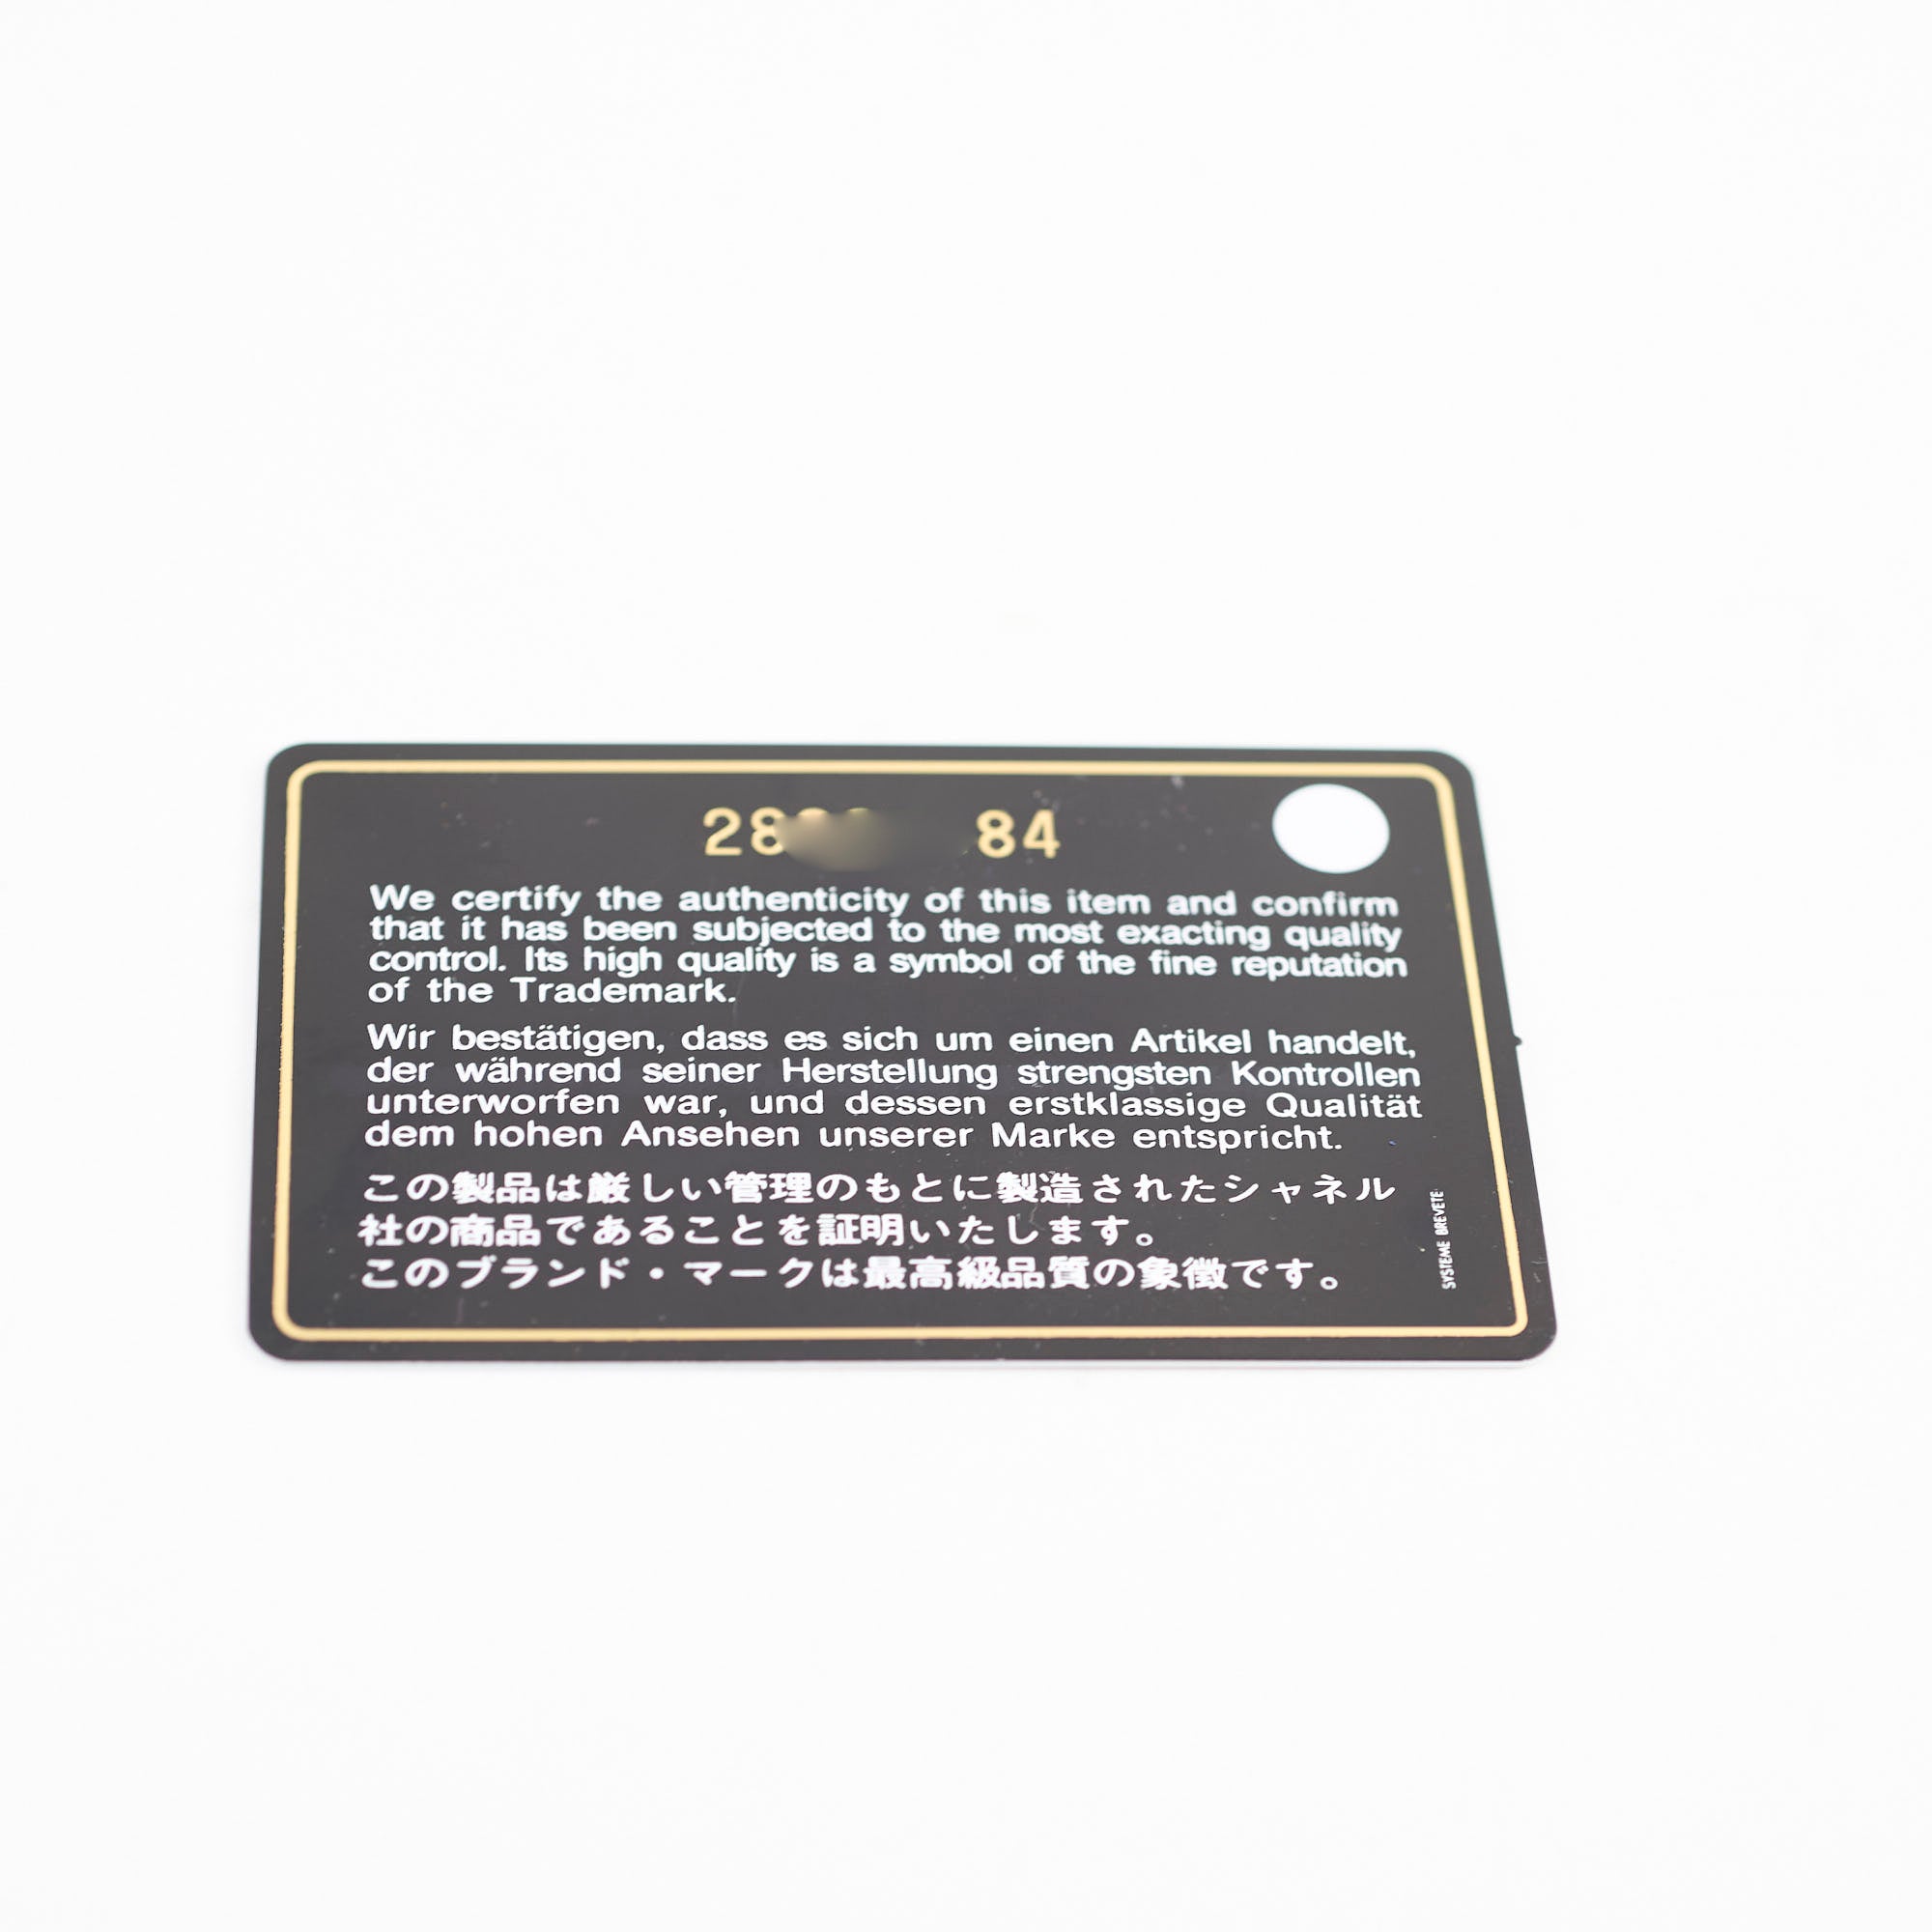 28 84
We certify the authenticity of this item and confirm
that it has been subjected to the most exacting quality
control. Its high quality is a symbol of the fine reputation
of the Trademark.
Wir bestätigen, dass es sich um einen Artikel handelt,
der während seiner Herstellung strengsten Kontrollen
unterworfen war, und dessen erstklassige Qualität
dem hohen Ansehen unserer Marke entspricht.
この製品は厳しい管理のもとに製造されたシャネル
社の商品であることを証明いたします。
このブランド・マークは最高級品質の象徴です。
SYSTEME BREVETE